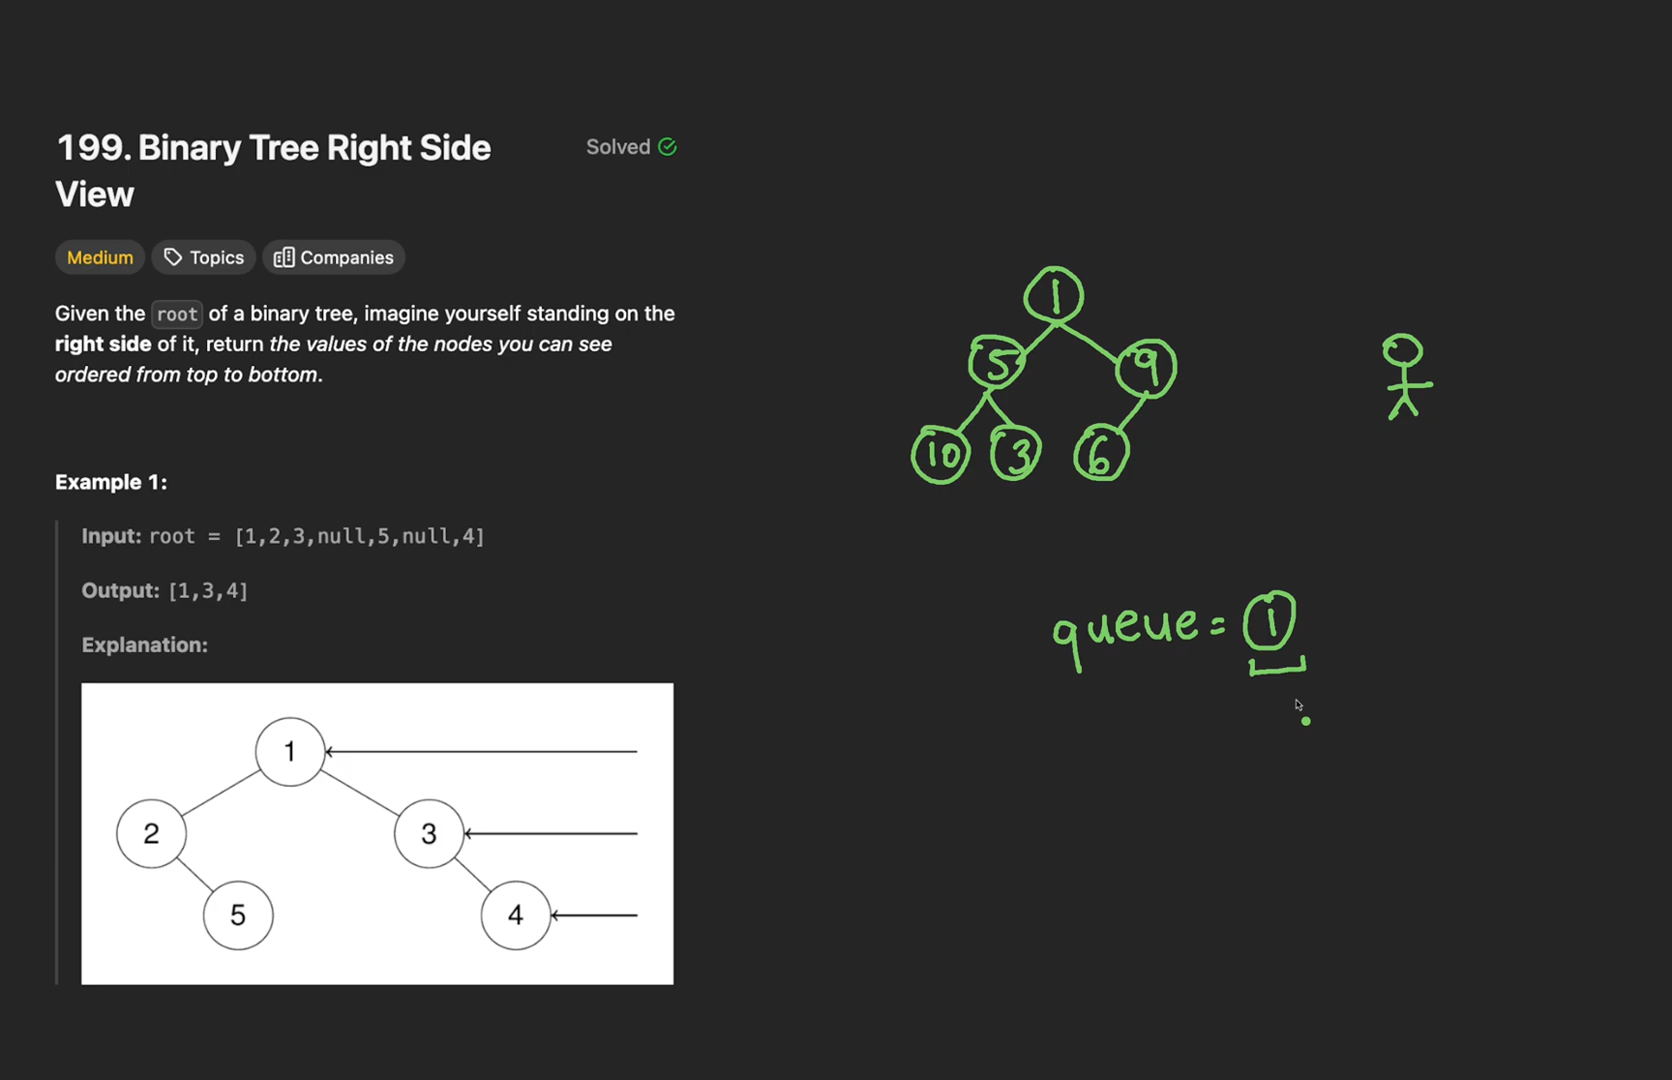 199. Binary Tree Right Side
View
Solved
Medium
Topics
Companies
Given the root of a binary tree, imagine yourself standing on the
right side of it, return the values of the nodes you can see
ordered from top to bottom.
Example 1:
Input: root = [1,2,3,null,5,null,4]
Output: [1,3,4]
Explanation:
1
2
3
5
4
1
5
9
10
3
6
queue = 1